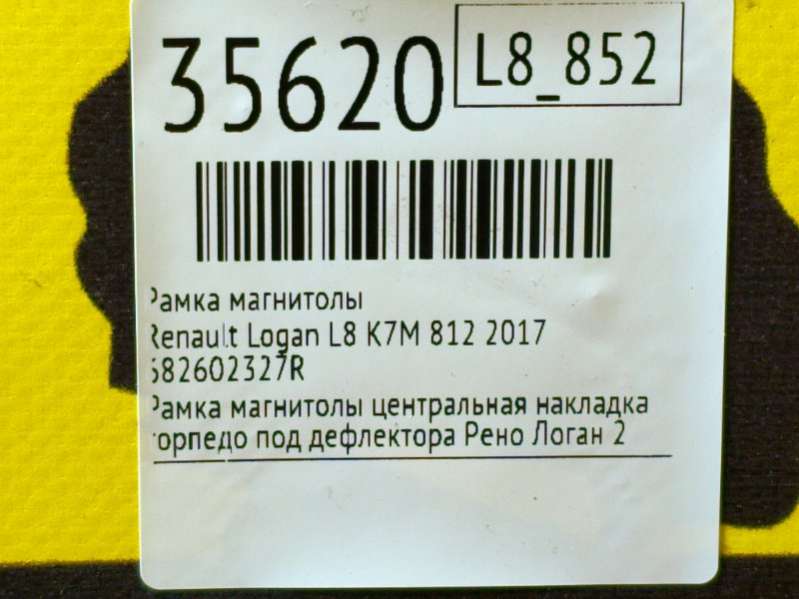 35620
L8_852
Рамка магнитолы
Renault Logan L8 K7M 812 2017
682602327R
Рамка магнитолы центральная накладка
торпедо под дефлектора Рено Логан 2